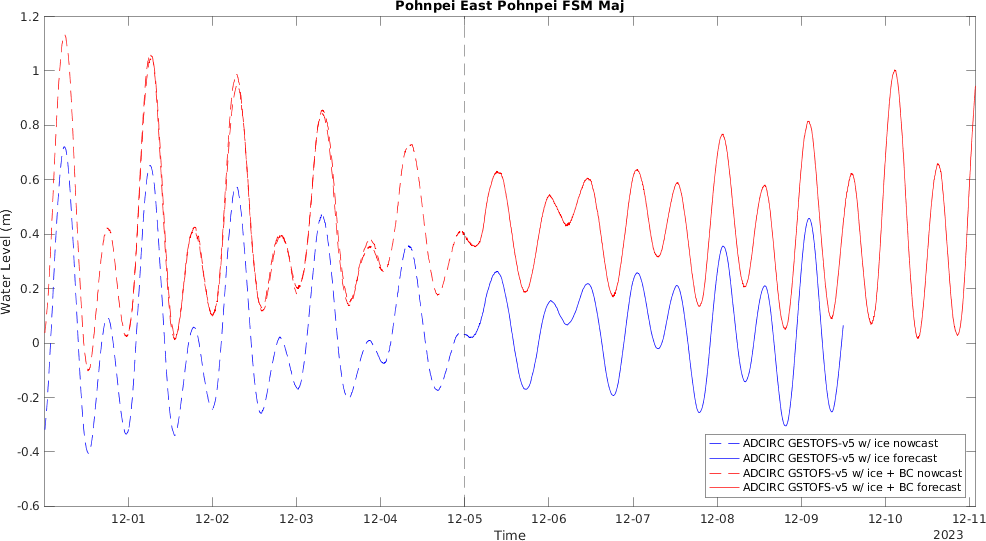 Pohnpei East Pohnpei FSM Maj
1.2
1
0.8
0.6
0.4
0.2
0
-0.2
-0.4
-0.6
Water Level (m)
12-01 12-02 12-03 12-04 12-05 12-06 12-07 12-08 12-09 12-10 12-11
Time
2023
ADCIRC GESTOFS-v5 w/ ice nowcast
ADCIRC GESTOFS-v5 w/ ice forecast
ADCIRC GSTOFS-v5 w/ ice + BC nowcast
ADCIRC GSTOFS-v5 w/ ice + BC forecast